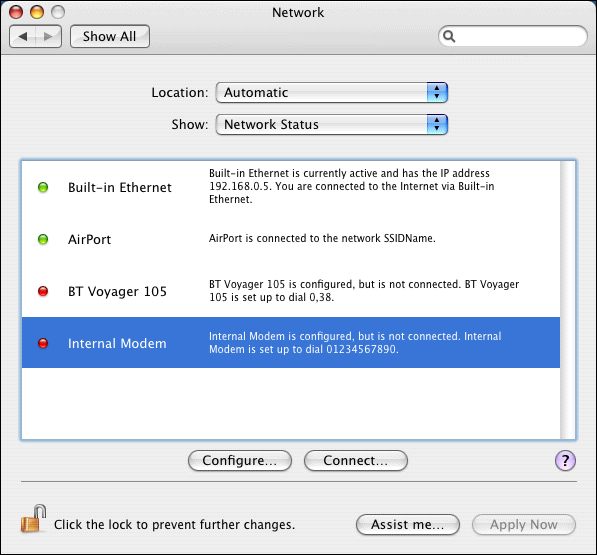 Network
Show All
Location: Automatic
Show: Network Status
Built-in Ethernet
Built-in Ethernet is currently active and has the IP address
192.168.0.5. You are connected to the Internet via Built-in
Ethernet.
AirPort
AirPort is connected to the network SSIDName.
BT Voyager 105
BT Voyager 105 is configured, but is not connected. BT Voyager
105 is set up to dial 0,38.
Internal Modem
Internal Modem is configured, but is not connected. Internal
Modem is set up to dial 01234567890.
Configure...
Connect...
?
Click the lock to prevent further changes.
Assist me...
Apply Now